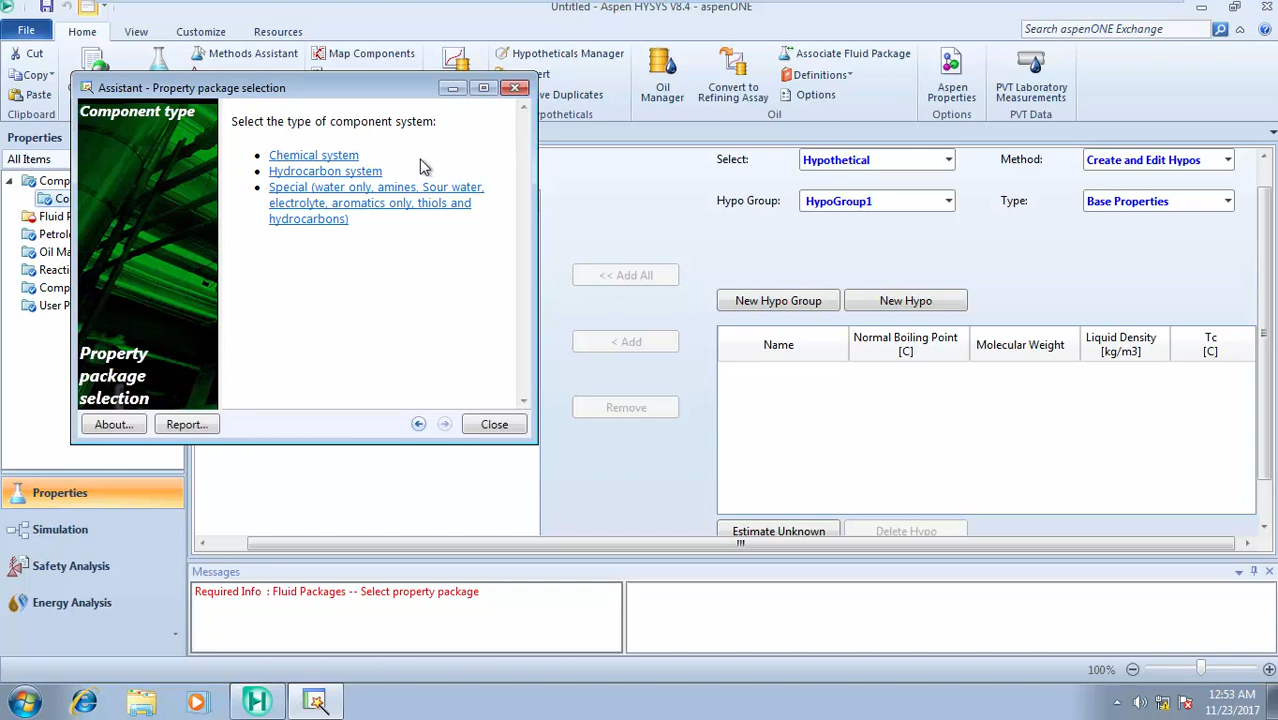 Untitled - Aspen HYSYS V8.4 - aspenONE
File
Home
View
Customize
Resources
Search aspenONE Exchange
Cut
Copy
Paste
Clipboard
Methods Assistant
Map Components
Hypotheticals Manager
Oil Manager
Convert to Refining Assay
Associate Fluid Package
Definitions
Options
Oil
Aspen Properties
Options
PVT Laboratory Measurements
PVT Data
Properties
All Items
Assistant - Property package selection
Component type
Property
package
selection
Select the type of component system:
Chemical system
Hydrocarbon system
Special (water only, amines, Sour water,
electrolyte, aromatics only, thiols and
hydrocarbons)
About...
Report...
Close
Select:
Hypothetical
Method:
Create and Edit Hypos
Hypo Group:
HypoGroup1
Type:
Base Properties
<< Add All
< Add
Remove
New Hypo Group
New Hypo
Name
Normal Boiling Point
[C]
Molecular Weight
Liquid Density
[kg/m3]
Tc
[C]
Estimate Unknown
Delete Hypo
Properties
Simulation
Safety Analysis
Energy Analysis
Messages
Required Info : Fluid Packages -- Select property package
100%
12:53 AM
11/23/2017